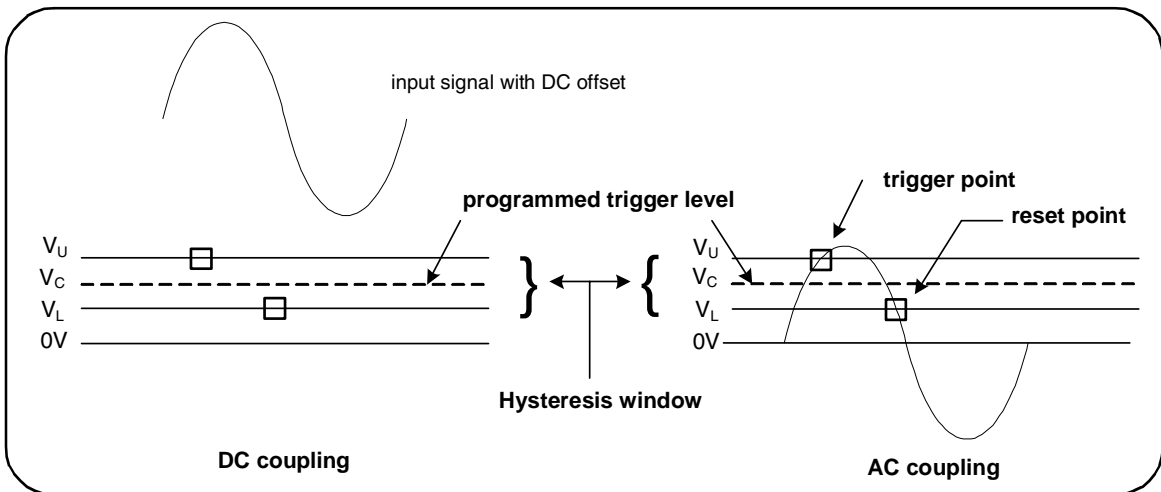 input signal with DC offset
programmed trigger level
trigger point
reset point
V_U
V_C
V_L
0V
}
{
V_U
V_C
V_L
0V
Hysteresis window
DC coupling
AC coupling